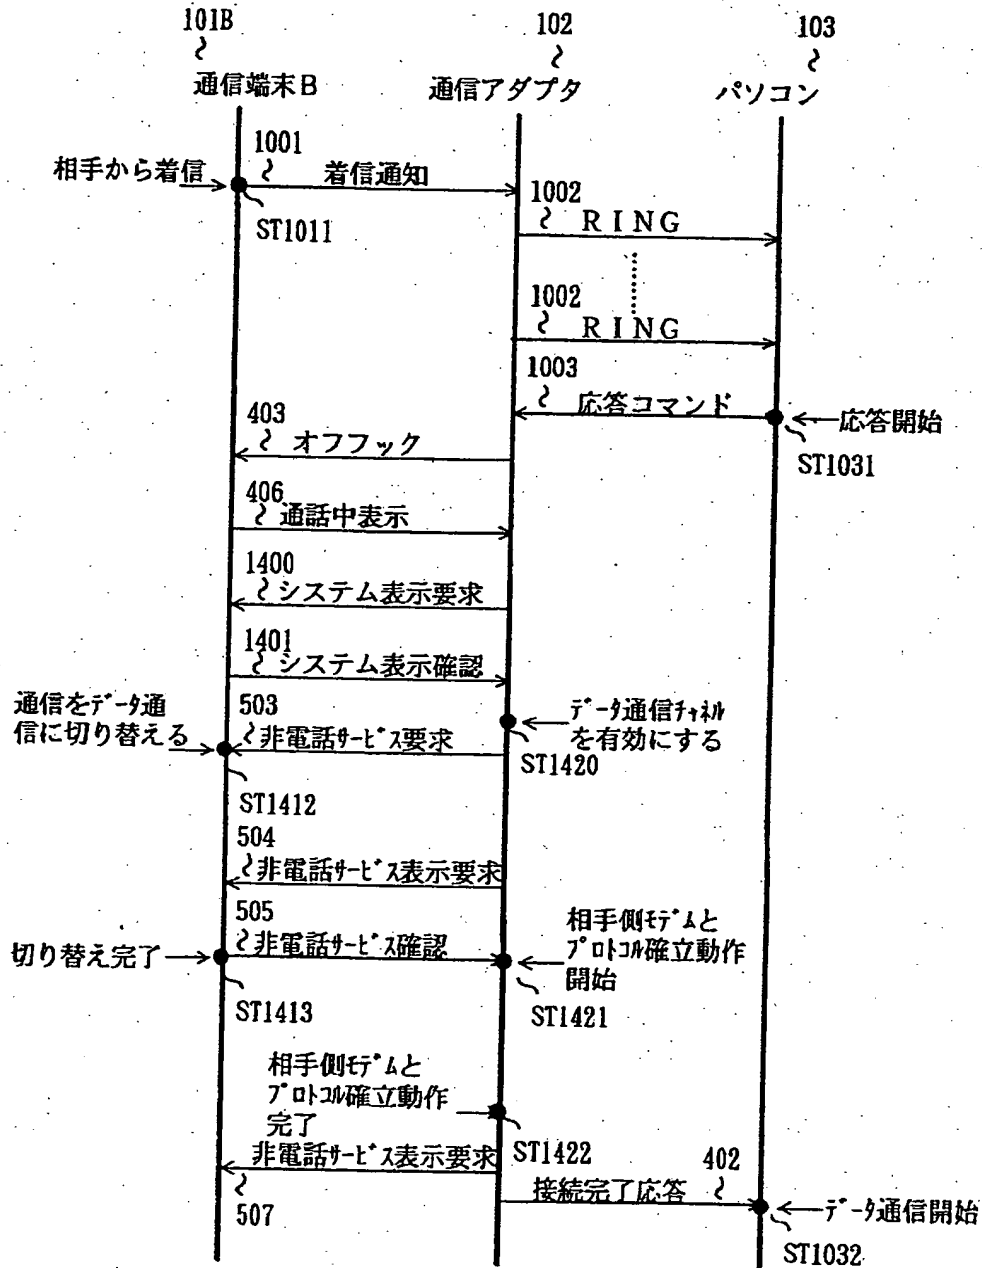 101B
102
103
通信端末B
通信アダプタ
パソコン
1001
相手から着信
着信通知
ST1011
1002
RING
1002
RING
1003
応答コマンド
応答開始
ST1031
403
オフフック
406
通話中表示
1400
システム表示要求
1401
システム表示確認
通信をデータ通
信に切り替える
503
非電話サービス要求
データ通信チャネル
を有効にする
ST1420
ST1412
504
非電話サービス表示要求
505
非電話サービス確認
切り替え完了
相手側モデムと
プロトコル確立動作
開始
ST1413
ST1421
相手側モデムと
プロトコル確立動作
完了
ST1422
非電話サービス表示要求
507
402
接続完了応答
データ通信開始
ST1032